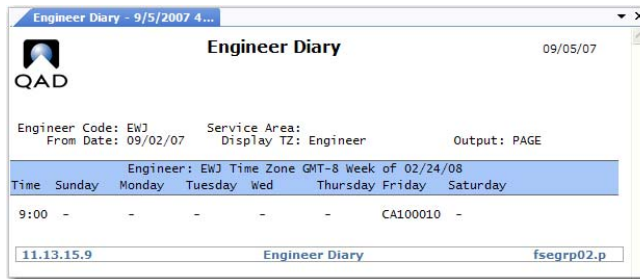 Engineer Diary - 9/5/2007 4...
Engineer Diary
09/05/07
QAD
Engineer Code: EWJ Service Area:
From Date: 09/02/07 Display TZ: Engineer Output: PAGE
Engineer: EWJ Time Zone GMT-8 Week of 02/24/08
Time Sunday Monday Tuesday Wed Thursday Friday Saturday
9:00 - - - - - CA100010 -
11.13.15.9 Engineer Diary fsegrp02.p